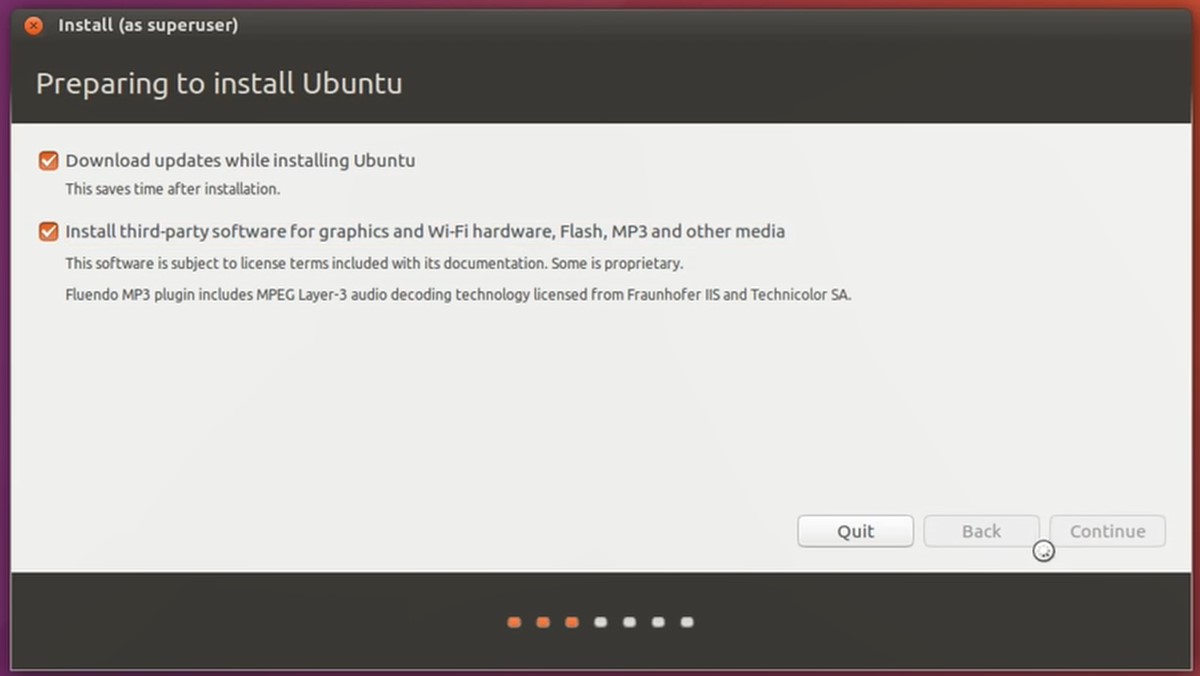 Install (as superuser)
Preparing to install Ubuntu
Download updates while installing Ubuntu
This saves time after installation.
Install third-party software for graphics and Wi-Fi hardware, Flash, MP3 and other media
This software is subject to license terms included with its documentation. Some is proprietary.
Fluendo MP3 plugin includes MPEG Layer-3 audio decoding technology licensed from Fraunhofer IIS and Technicolor SA.
Quit Back Continue